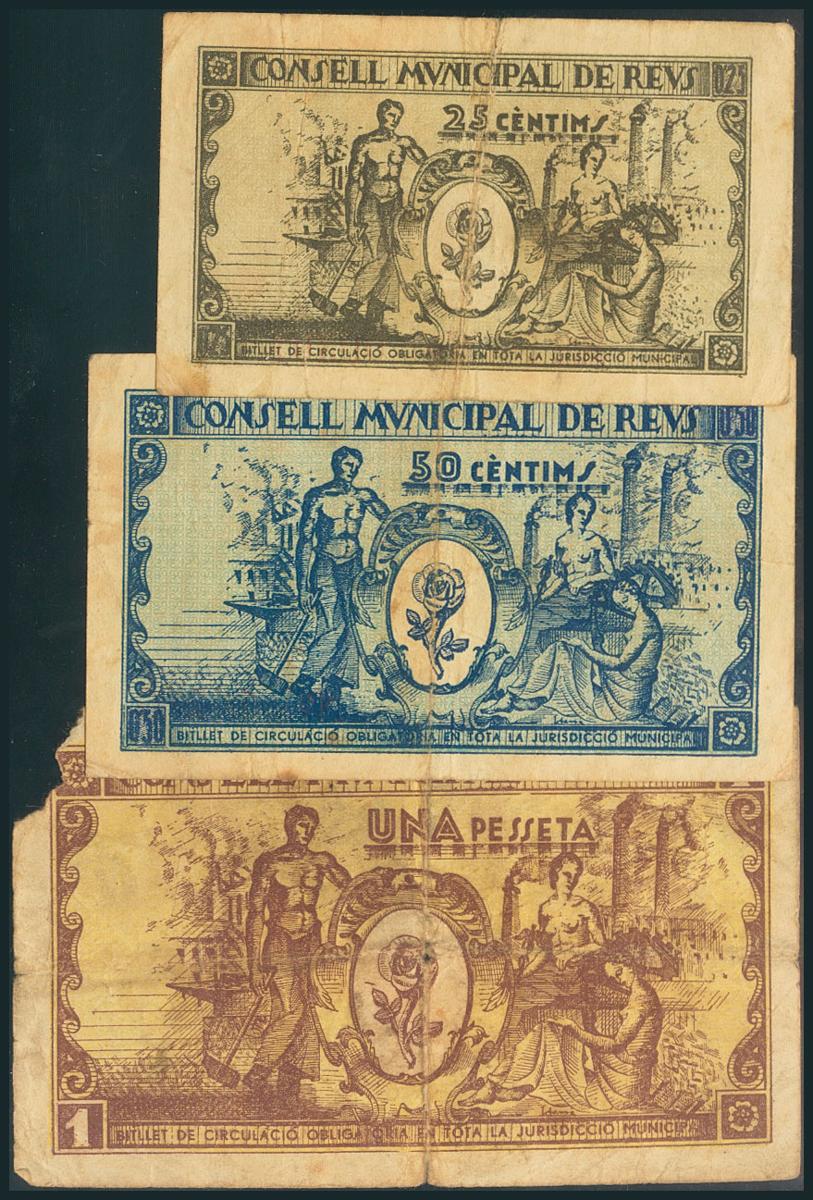 CONSELL MVNICIPAL DE REVS 025
25 CÈNTIMS
BITLLET DE CIRCULACIÓ OBLIGATORIA EN TOTA LA JURISDICCIÓ MUNICIPAL
CONSELL MVNICIPAL DE REVS 050
50 CÈNTIMS
050 BITLLET DE CIRCULACIÓ OBLIGATORIA EN TOTA LA JURISDICCIÓ MUNICIPAL
UNA PESSETA
1 BITLLET DE CIRCULACIÓ OBLIGATORIA EN TOTA LA JURISDICCIÓ MUNICIPAL